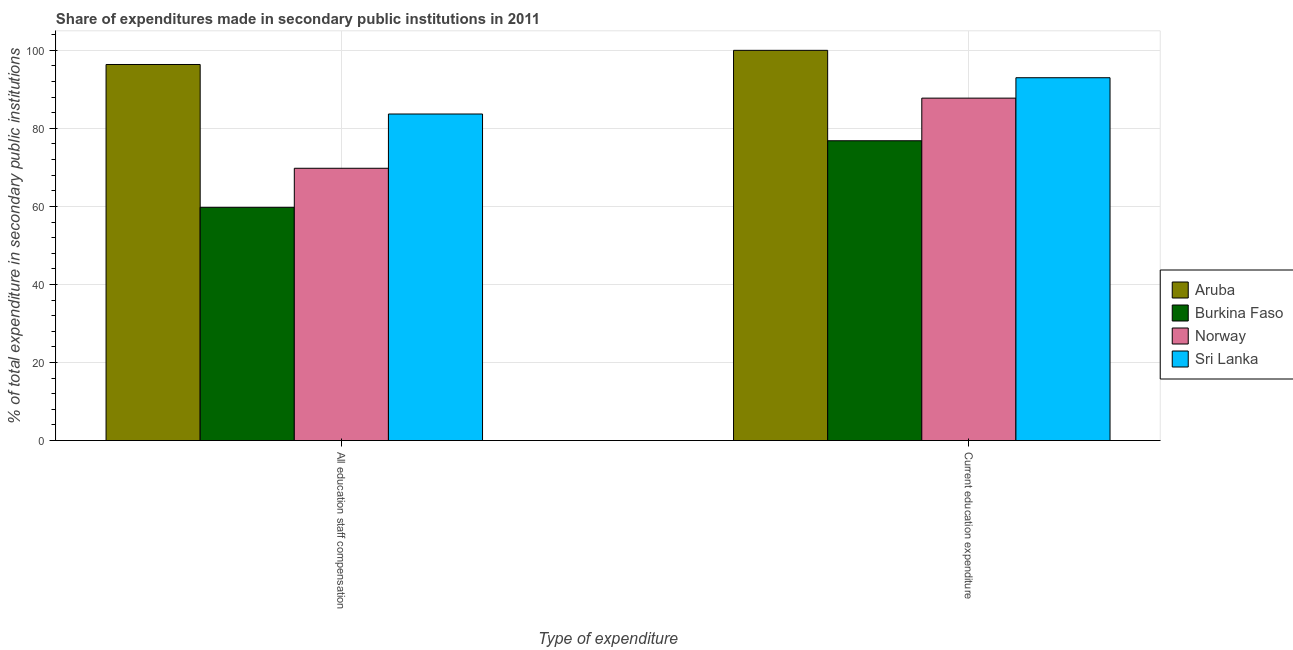 Share of expenditures made in secondary public institutions in 2011
% of total expenditure in secondary public institutions
100
80
60
40
20
0
All education staff compensation
Current education expenditure
Type of expenditure
Aruba
Burkina Faso
Norway
Sri Lanka